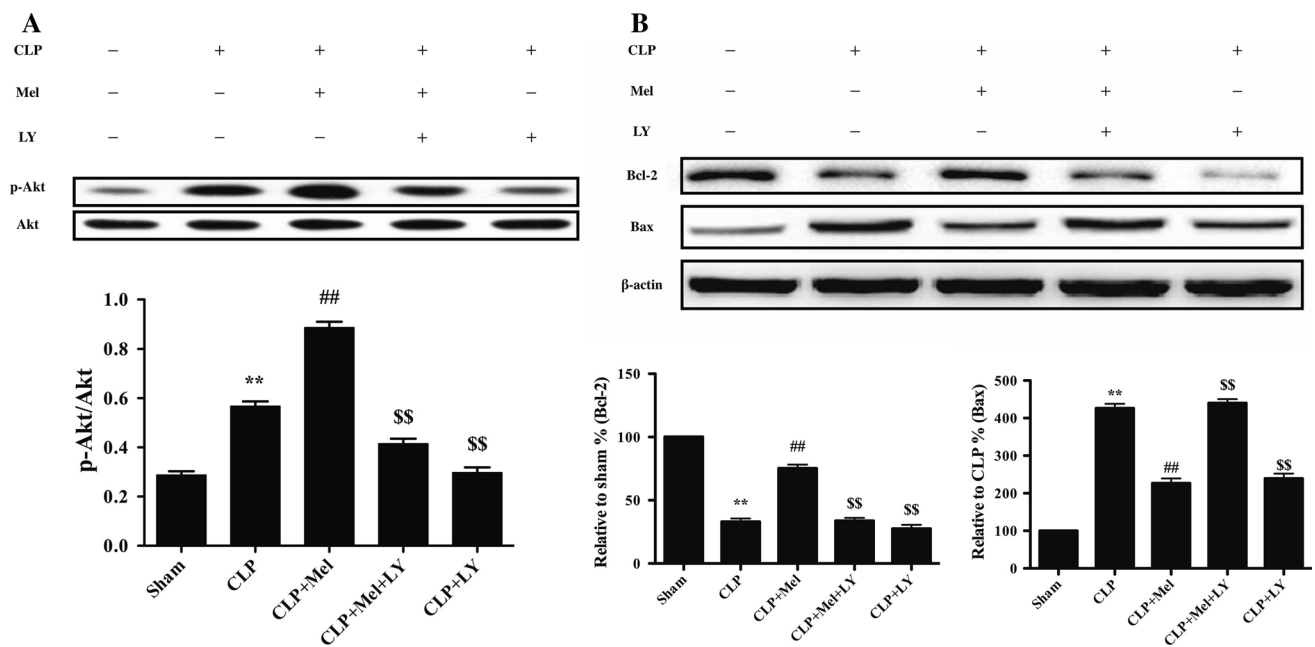 A
CLP − + + + +
Mel − − + + −
LY − − − + +
p-Akt
Akt
p-Akt/Akt
1.0
0.8
0.6
0.4
0.2
0.0
**
##
$$
$$
Sham
CLP
CLP+Mel
CLP+Mel+LY
CLP+LY
B
CLP − + + + +
Mel − − + + −
LY − − − + +
Bcl-2
Bax
β-actin
Relative to sham % (Bcl-2)
150
100
50
0
**
##
$$
$$
Sham
CLP
CLP+Mel
CLP+Mel+LY
CLP+LY
Relative to CLP % (Bax)
500
400
300
200
100
0
**
##
$$
$$
Sham
CLP
CLP+Mel
CLP+Mel+LY
CLP+LY